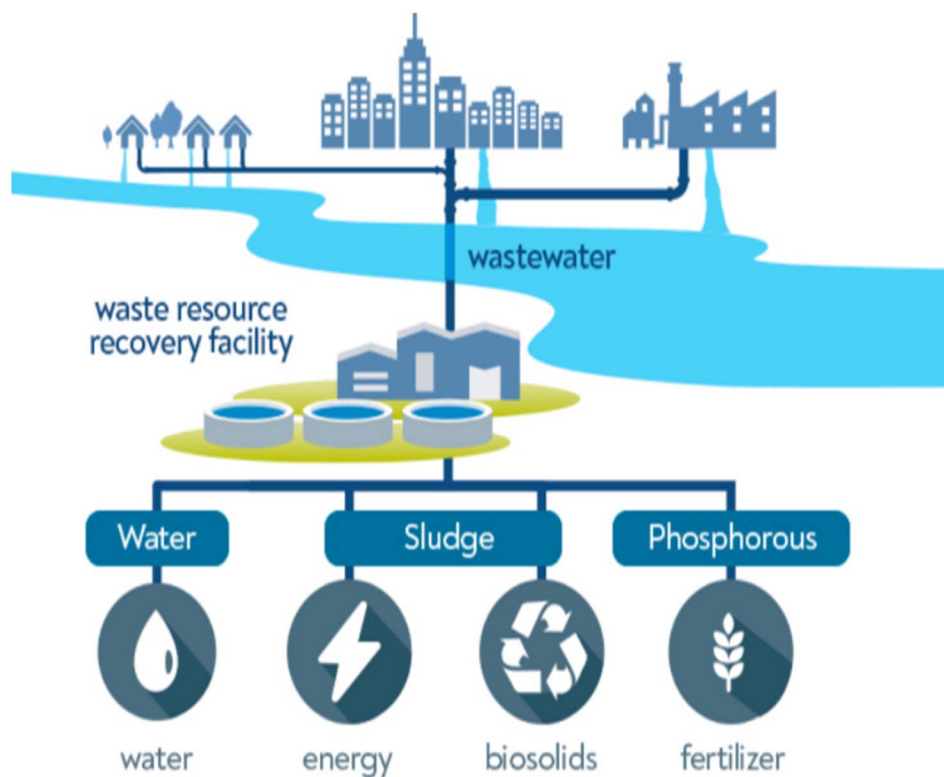 wastewater
waste resource
recovery facility
Water
Sludge
Phosphorous
water
energy
biosolids
fertilizer